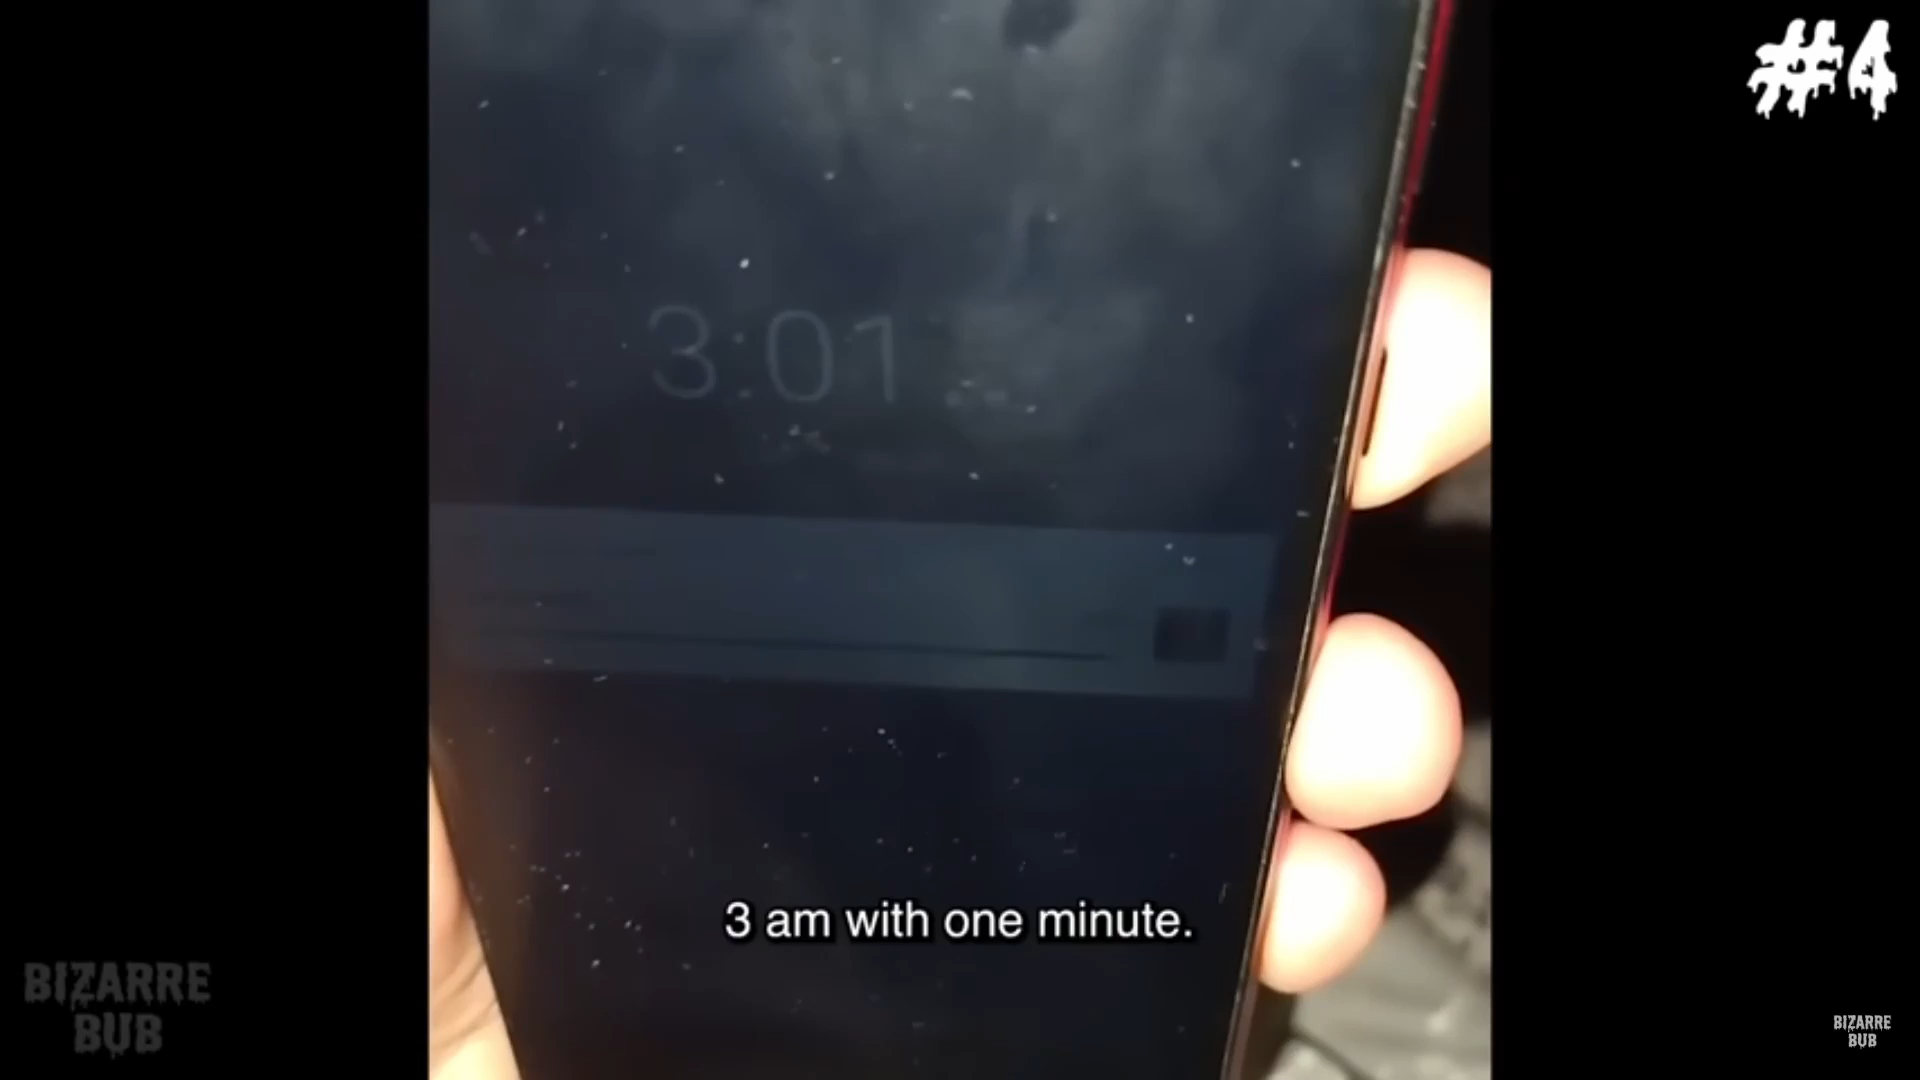 #4
3:01
3 am with one minute.
BIZARRE
BUB
BIZARRE
BUB